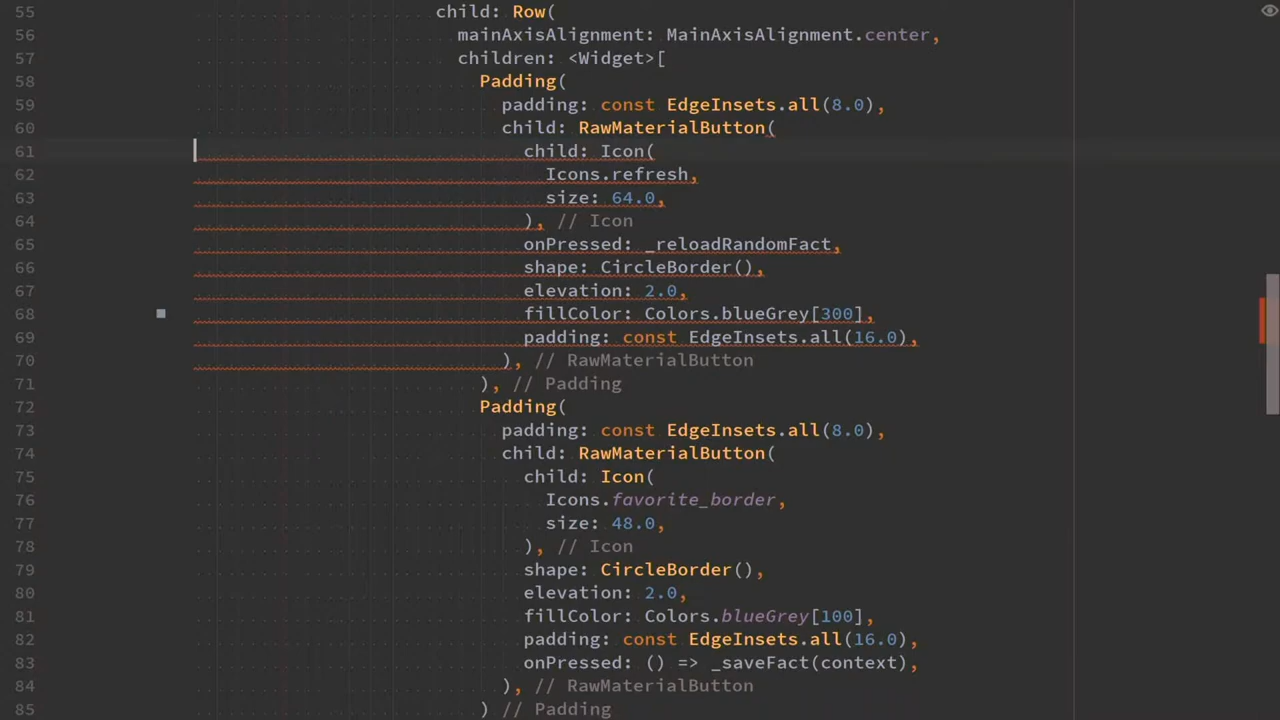 55 child: Row(
56 mainAxisAlignment: MainAxisAlignment.center,
57 children: <Widget>[
58 Padding(
59 padding: const EdgeInsets.all(8.0),
60 child: RawMaterialButton(
61 child: Icon(
62 Icons.refresh,
63 size: 64.0,
64 ), // Icon
65 onPressed: _reloadRandomFact,
66 shape: CircleBorder(),
67 elevation: 2.0,
68 fillColor: Colors.blueGrey[300],
69 padding: const EdgeInsets.all(16.0),
70 ), // RawMaterialButton
71 ), // Padding
72 Padding(
73 padding: const EdgeInsets.all(8.0),
74 child: RawMaterialButton(
75 child: Icon(
76 Icons.favorite_border,
77 size: 48.0,
78 ), // Icon
79 shape: CircleBorder(),
80 elevation: 2.0,
81 fillColor: Colors.blueGrey[100],
82 padding: const EdgeInsets.all(16.0),
83 onPressed: () => _saveFact(context),
84 ), // RawMaterialButton
85 ) // Padding